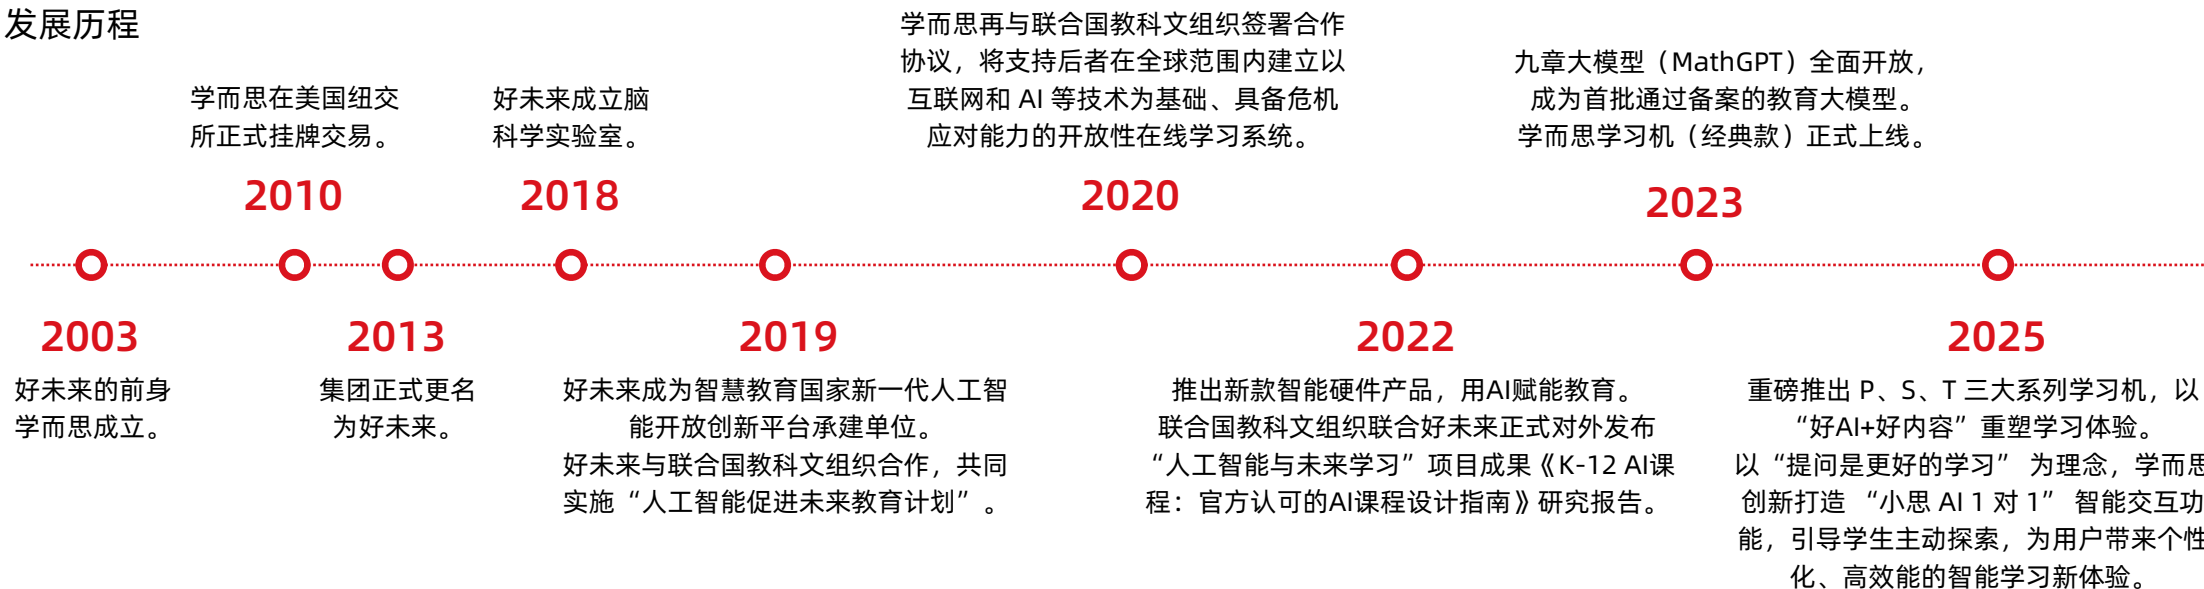 发展历程
学而思在美国纽交
所正式挂牌交易。
2010
好未来成立脑
科学实验室。
2018
学而思再与联合国教科文组织签署合作
协议，将支持后者在全球范围内建立以
互联网和 AI 等技术为基础、具备危机
应对能力的开放性在线学习系统。
2020
九章大模型（MathGPT）全面开放，
成为首批通过备案的教育大模型。
学而思学习机（经典款）正式上线。
2023
2003
好未来的前身
学而思成立。
2013
集团正式更名
为好未来。
2019
好未来成为智慧教育国家新一代人工智
能开放创新平台承建单位。
好未来与联合国教科文组织合作，共同
实施“人工智能促进未来教育计划”。
2022
推出新款智能硬件产品，用AI赋能教育。
联合国教科文组织联合好未来正式对外发布
“人工智能与未来学习”项目成果《K-12 AI课
程：官方认可的AI课程设计指南》研究报告。
2025
重磅推出 P、S、T 三大系列学习机，以
“好AI+好内容”重塑学习体验。
以“提问是更好的学习” 为理念，学而思
创新打造 “小思 AI 1 对 1” 智能交互功
能，引导学生主动探索，为用户带来个性
化、高效能的智能学习新体验。